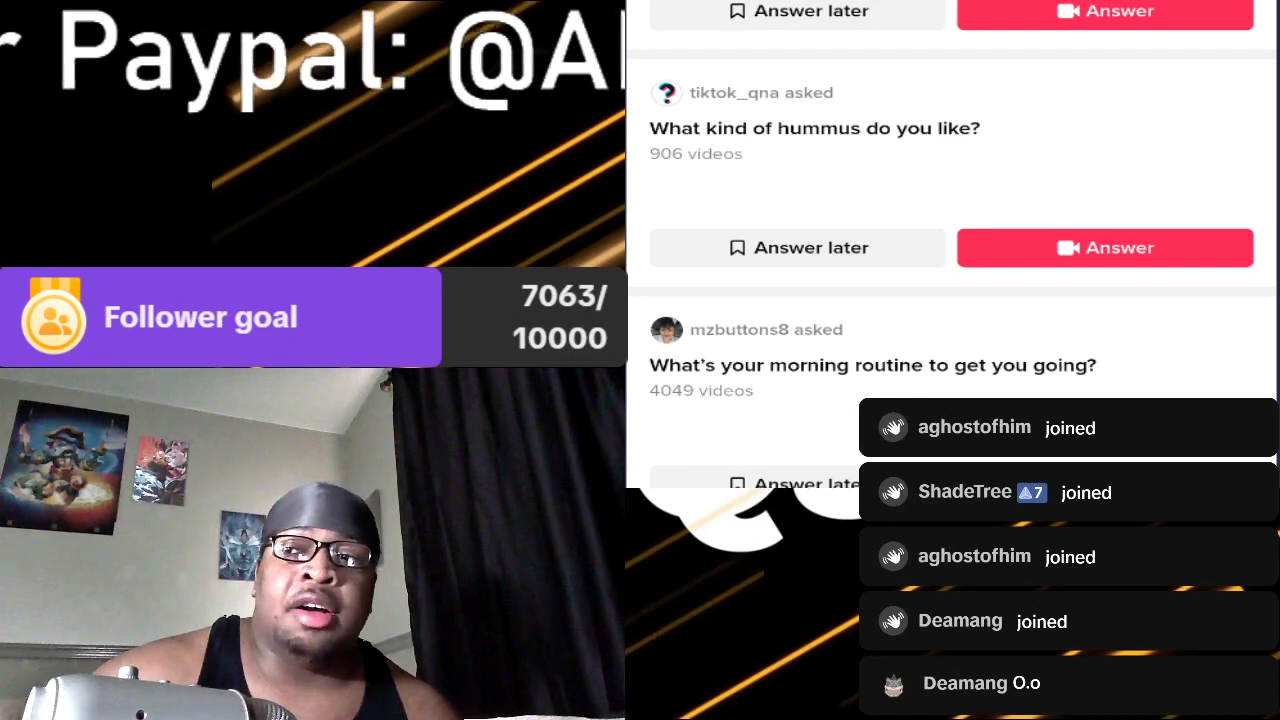 Paypal: @A
Follower goal
7063/
10000
Answer later
Answer
tiktok_qna asked
What kind of hummus do you like?
906 videos
Answer later
Answer
mzbuttons8 asked
What's your morning routine to get you going?
4049 videos
Answer late
aghostofhim joined
ShadeTree 7 joined
aghostofhim joined
Deamang joined
Deamang O.o